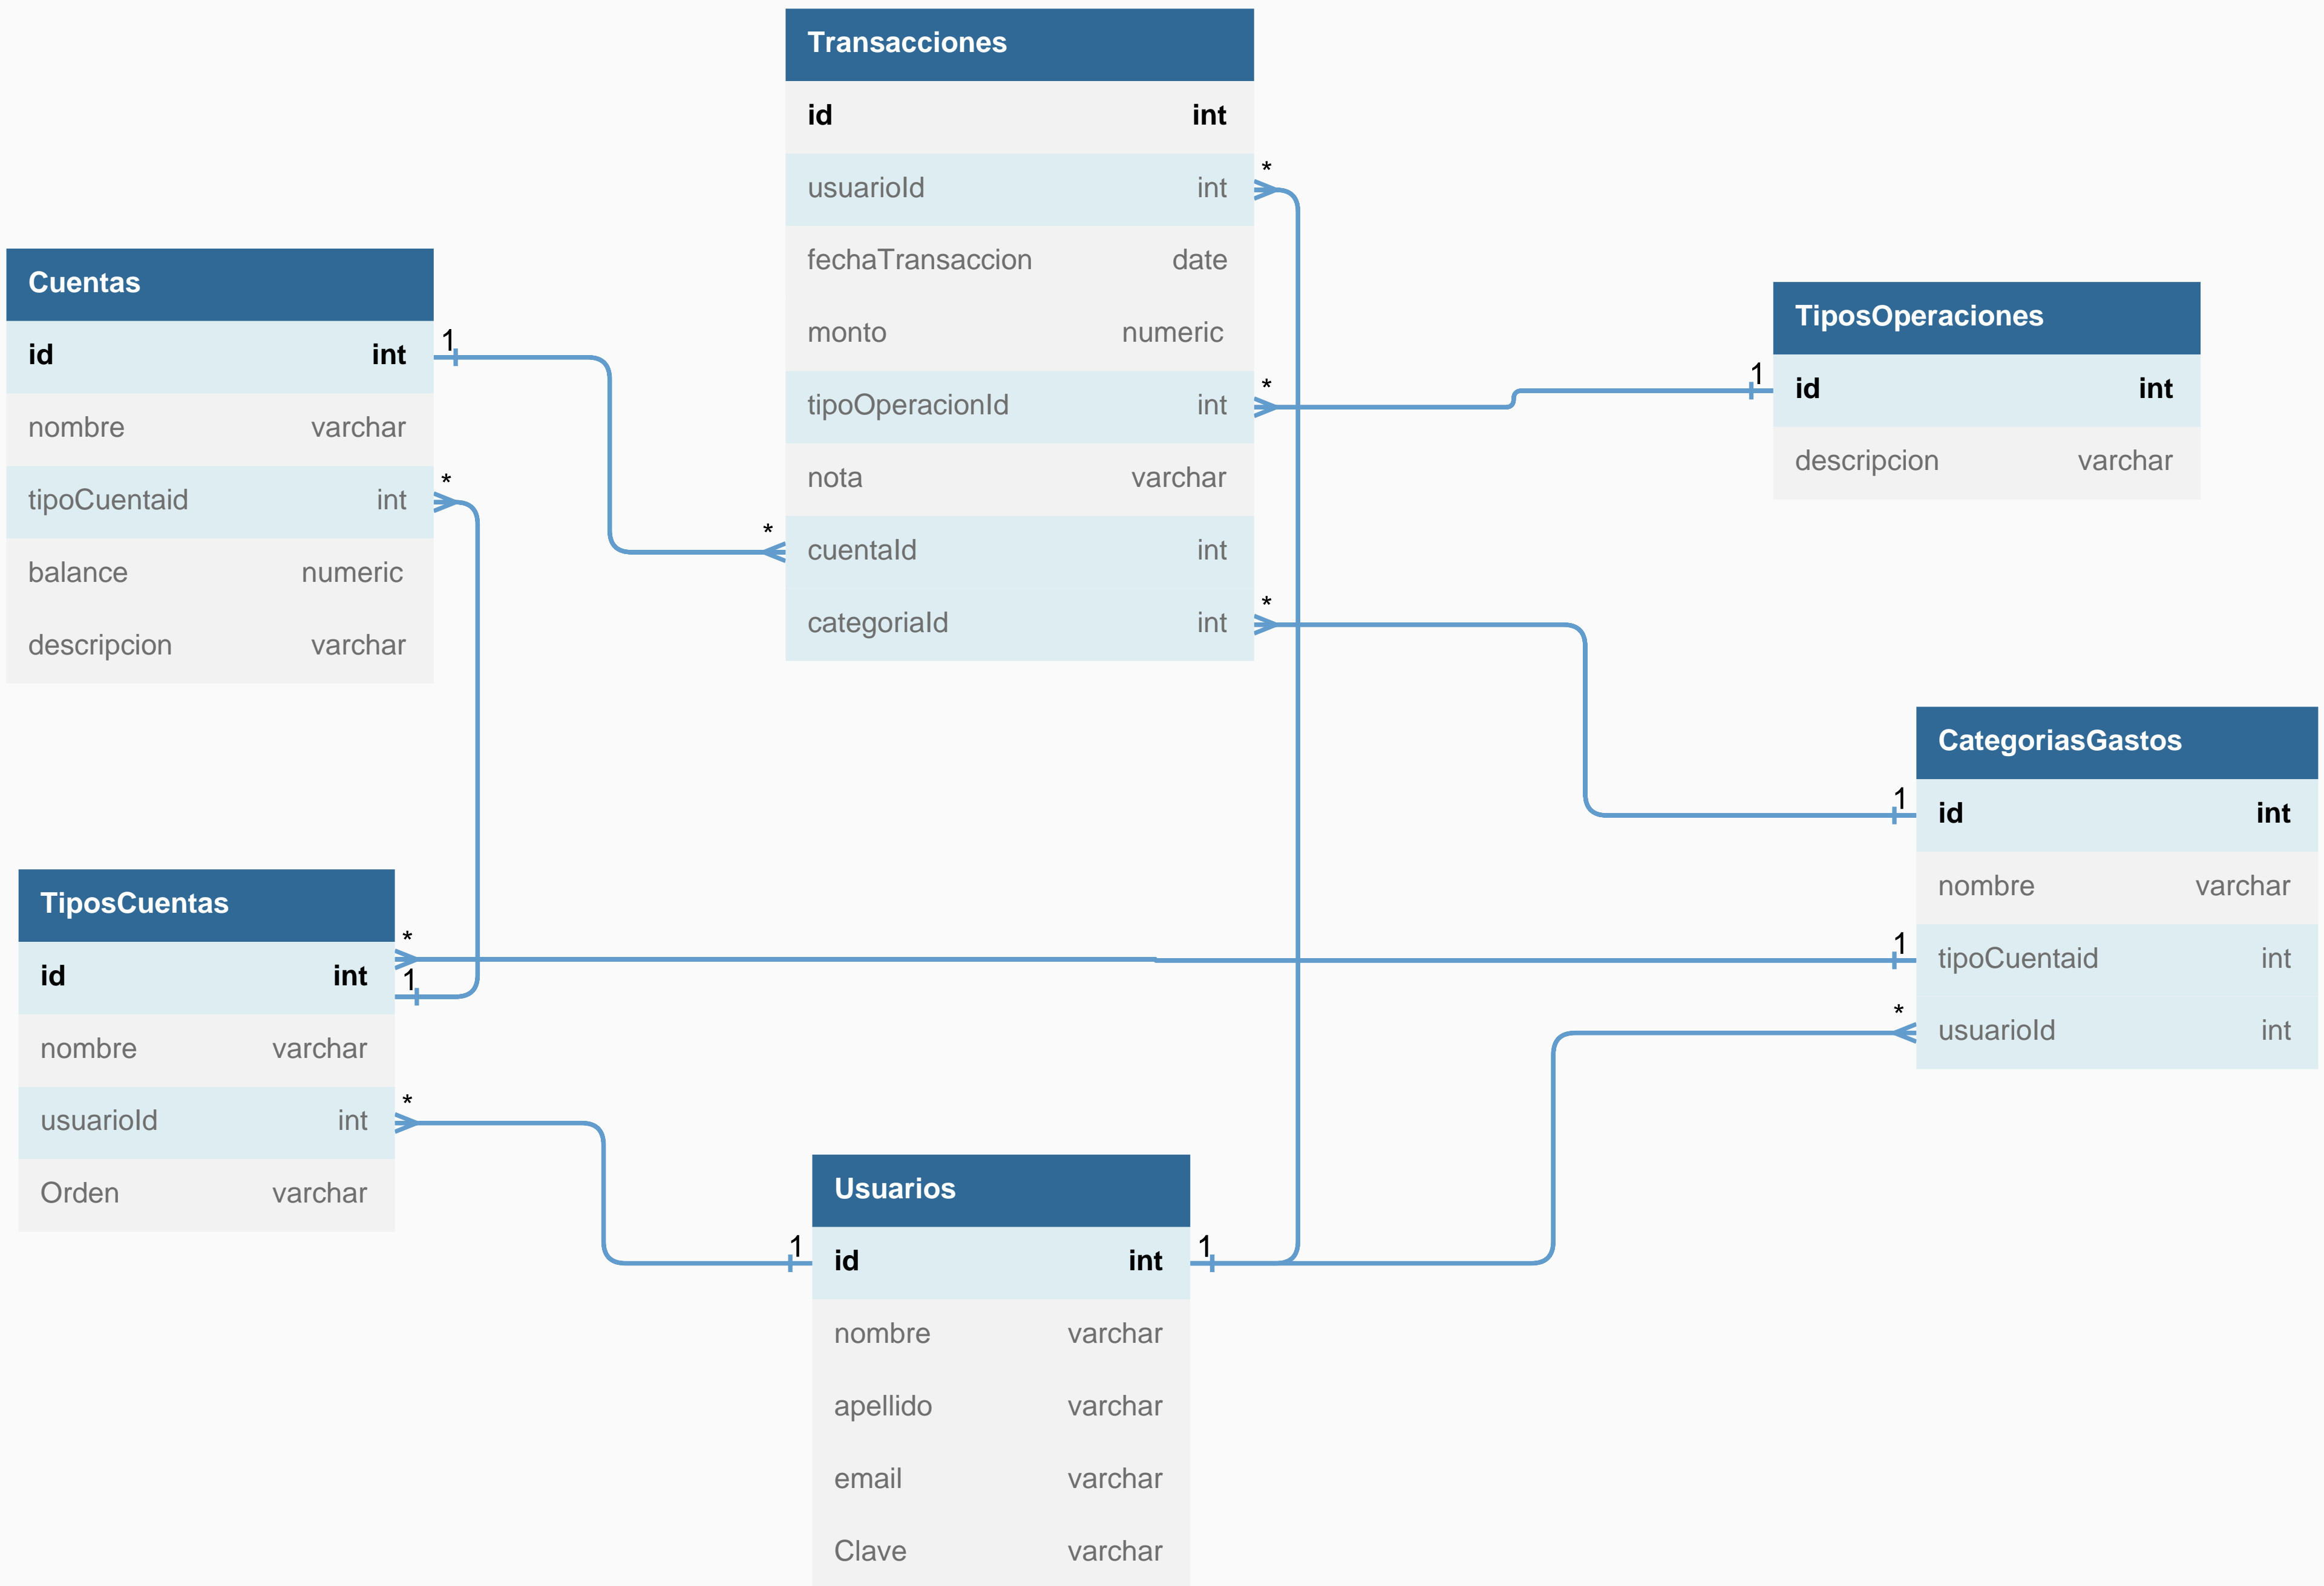 Transacciones
id int
usuarioId int
fechaTransaccion date
monto numeric
tipoOperacionId int
nota varchar
cuentaId int
categoriaId int
*
*
*
*
Cuentas
id int
nombre varchar
tipoCuentaid int
balance numeric
descripcion varchar
1
*
TiposOperaciones
id int
descripcion varchar
1
CategoriasGastos
id int
nombre varchar
tipoCuentaid int
usuarioId int
1
1
*
TiposCuentas
id int
nombre varchar
usuarioId int
Orden varchar
*
1
*
Usuarios
id int
nombre varchar
apellido varchar
email varchar
Clave varchar
1
1